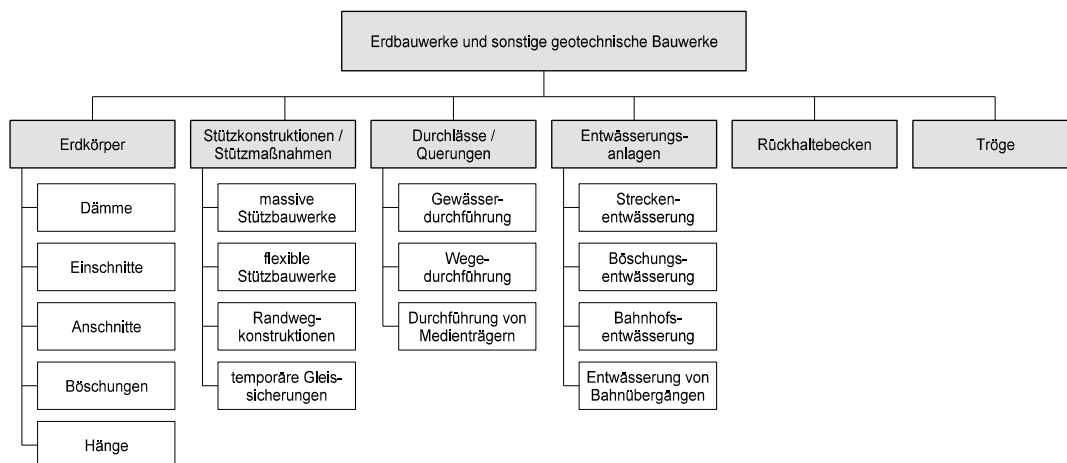 Erdbauwerke und sonstige geotechnische Bauwerke
Erdkörper
Dämme
Einschnitte
Anschnitte
Böschungen
Hänge
Stützkonstruktionen /
Stützmaßnahmen
massive
Stützbauwerke
flexible
Stützbauwerke
Randweg-
konstruktionen
temporäre Gleis-
sicherungen
Durchlässe /
Querungen
Gewässer-
durchführung
Wege-
durchführung
Durchführung von
Medienträgern
Entwässerungs-
anlagen
Strecken-
entwässerung
Böschungs-
entwässerung
Bahnhofs-
entwässerung
Entwässerung von
Bahnübergängen
Rückhaltebecken
Tröge